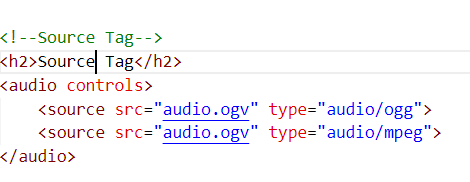 <!--Source Tag-->
<h2>Source Tag</h2>
<audio controls>
<source src="audio.ogv" type="audio/ogg">
<source src="audio.ogv" type="audio/mpeg">
</audio>